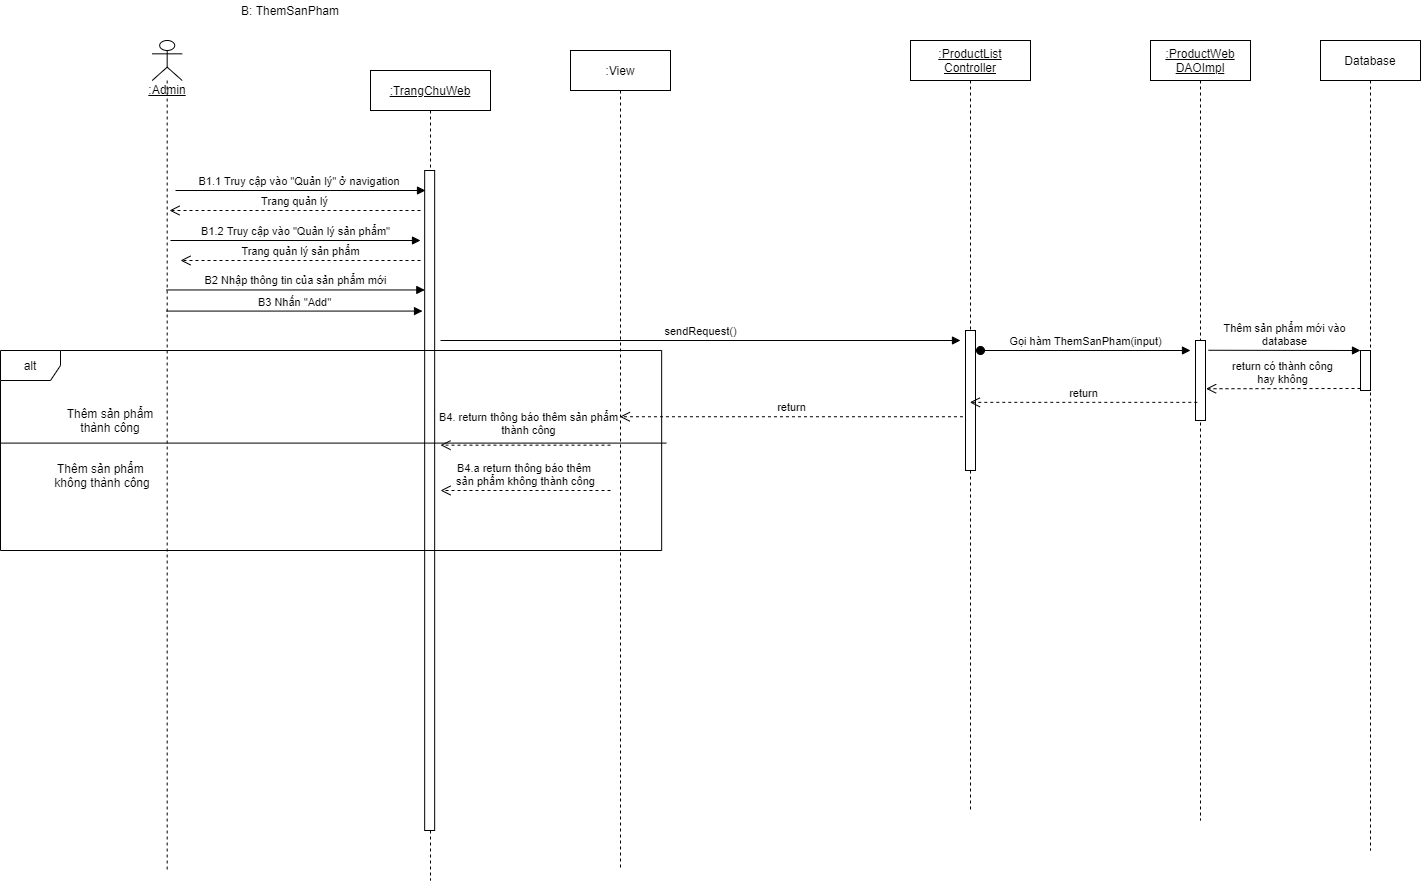 B: ThemSanPham
:Admin
:TrangChuWeb
:View
:ProductList
Controller
:ProductWeb
DAOImpl
Database
B1.1 Truy cập vào "Quản lý" ở navigation
Trang quản lý
B1.2 Truy cập vào "Quản lý sản phẩm"
Trang quản lý sản phẩm
B2 Nhập thông tin của sản phẩm mới
B3 Nhấn "Add"
sendRequest()
Gọi hàm ThemSanPham(input)
Thêm sản phẩm mới vào
database
return có thành công
hay không
return
return
alt
Thêm sản phẩm
thành công
B4. return thông báo thêm sản phẩm
thành công
Thêm sản phẩm
không thành công
B4.a return thông báo thêm
sản phẩm không thành công